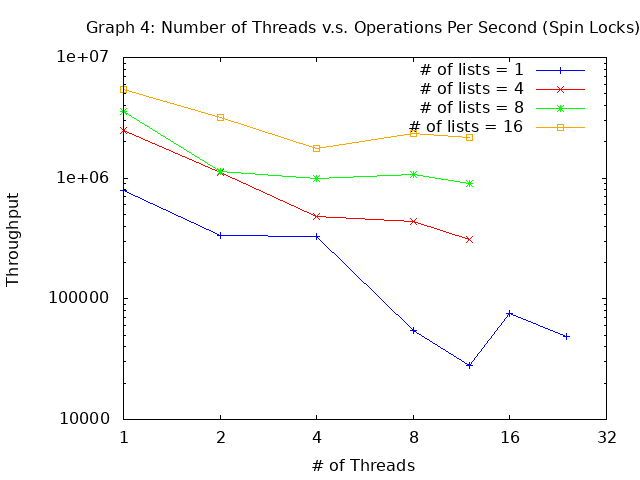 Graph 4: Number of Threads v.s. Operations Per Second (Spin Locks)
1e+07
1e+06
100000
10000
Throughput
# of lists = 1
# of lists = 4
# of lists = 8
# of lists = 16
1 2 4 8 16 32
# of Threads